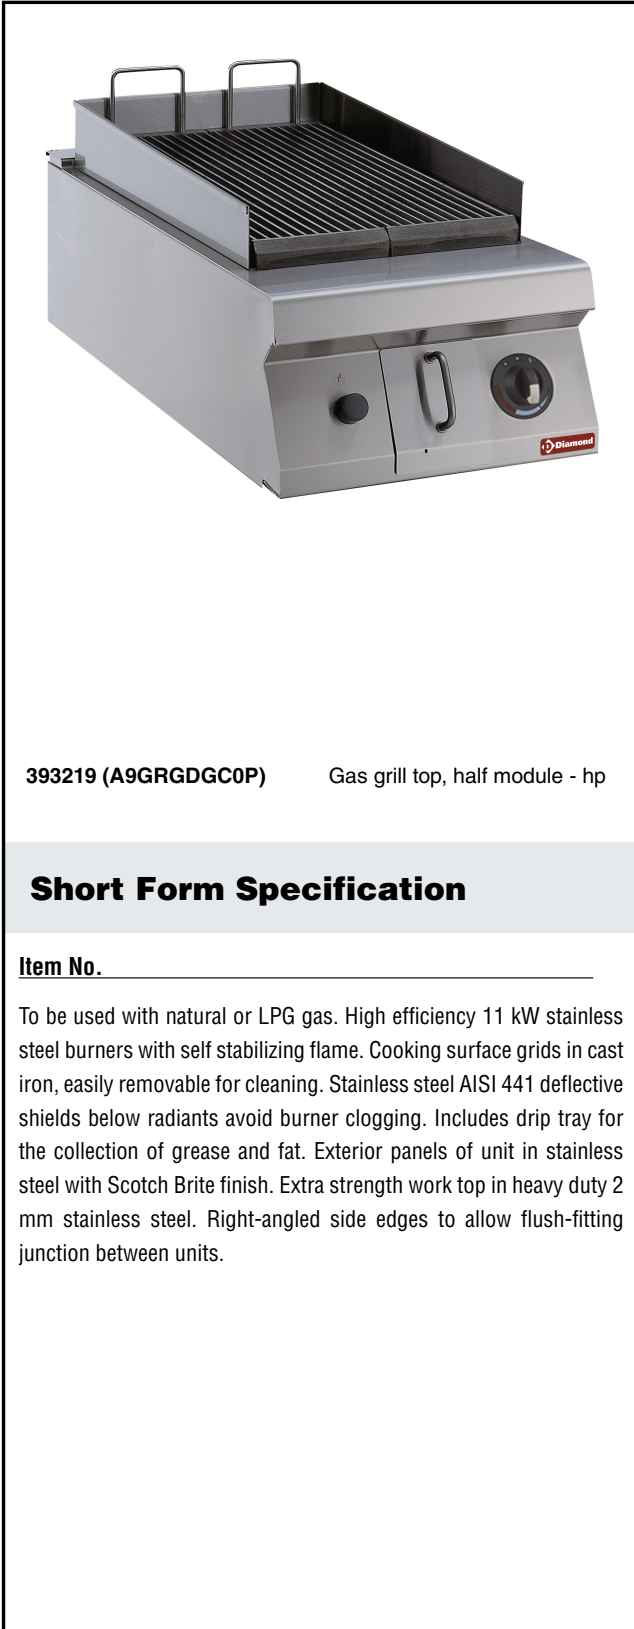 Diamond
393219 (A9GRGDGC0P) Gas grill top, half module - hp
Short Form Specification
Item No.
To be used with natural or LPG gas. High efficiency 11 kW stainless
steel burners with self stabilizing flame. Cooking surface grids in cast
iron, easily removable for cleaning. Stainless steel AISI 441 deflective
shields below radiants avoid burner clogging. Includes drip tray for
the collection of grease and fat. Exterior panels of unit in stainless
steel with Scotch Brite finish. Extra strength work top in heavy duty 2
mm stainless steel. Right-angled side edges to allow flush-fitting
junction between units.